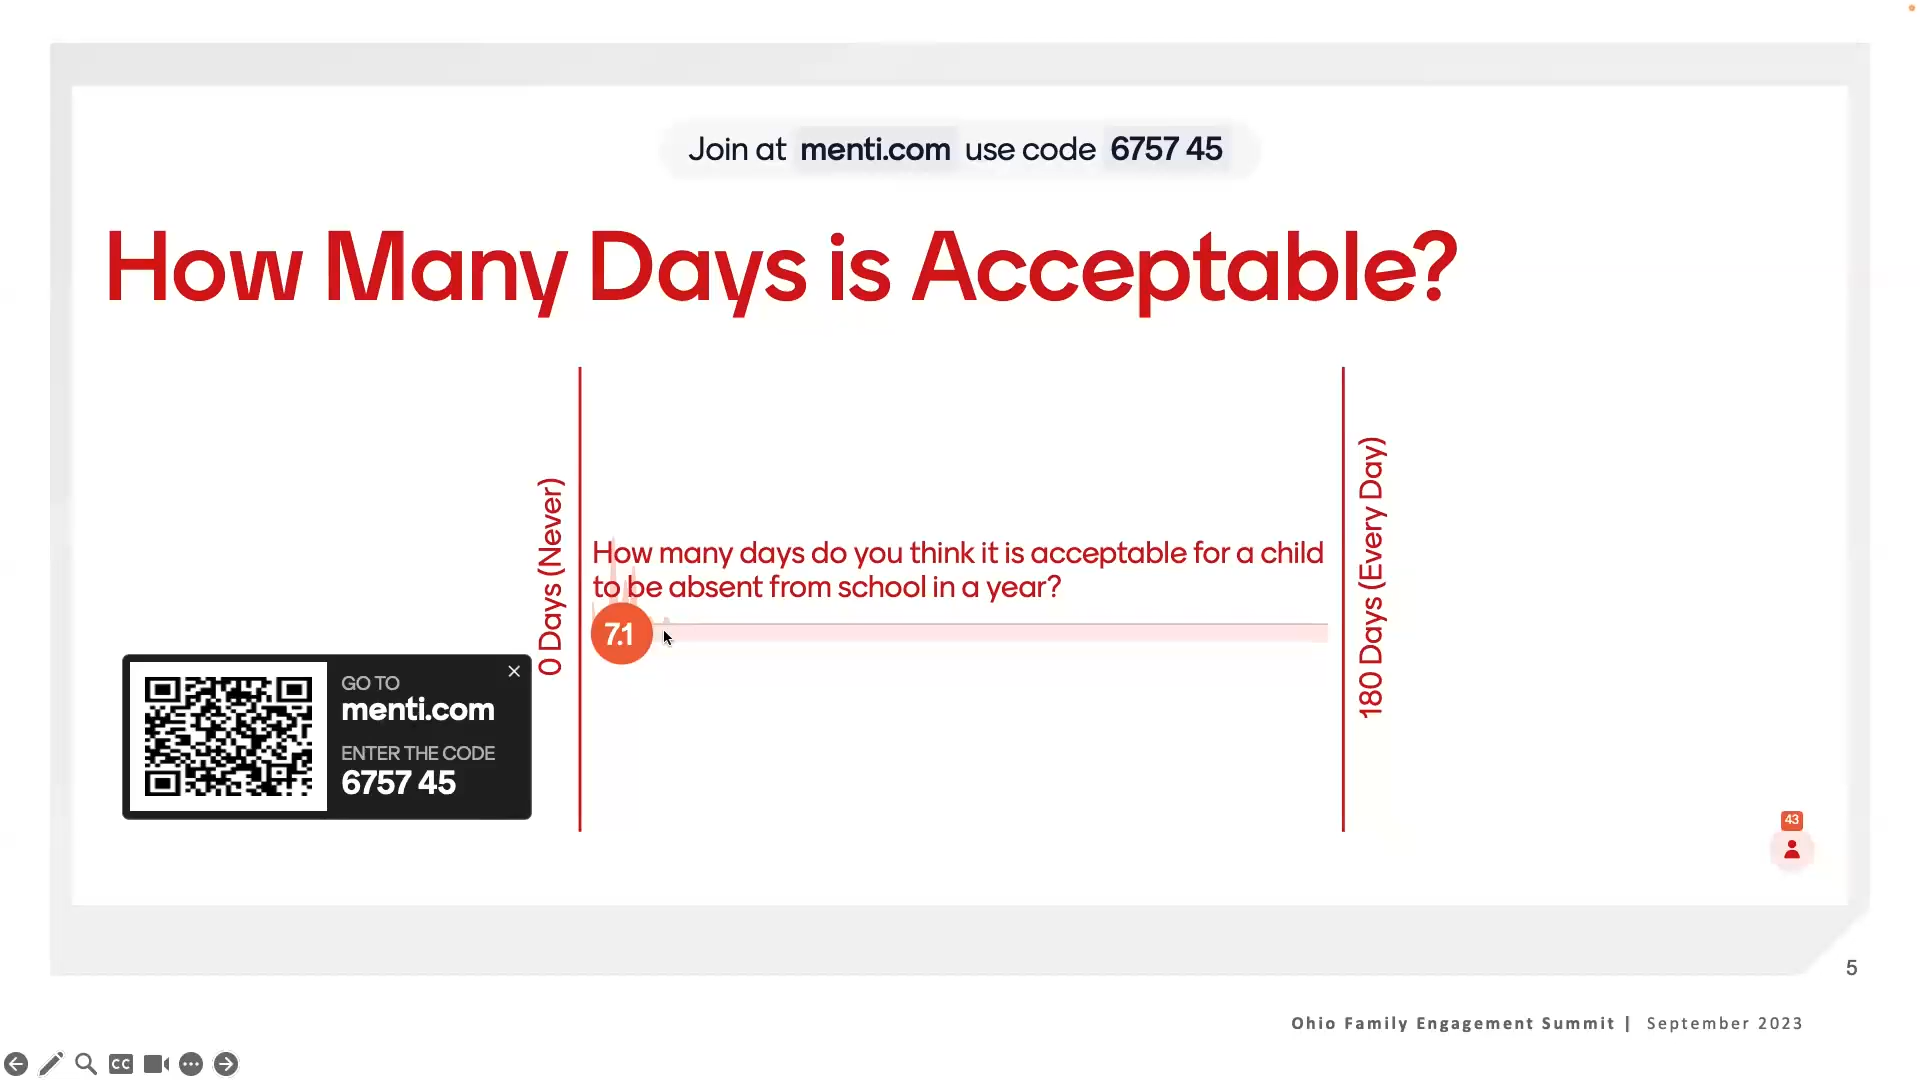 Join at menti.com use code 6757 45
How Many Days is Acceptable?
0 Days (Never)
How many days do you think it is acceptable for a child
to be absent from school in a year?
7.1
180 Days (Every Day)
GO TO
menti.com
ENTER THE CODE
6757 45
43
5
Ohio Family Engagement Summit | September 2023
CC